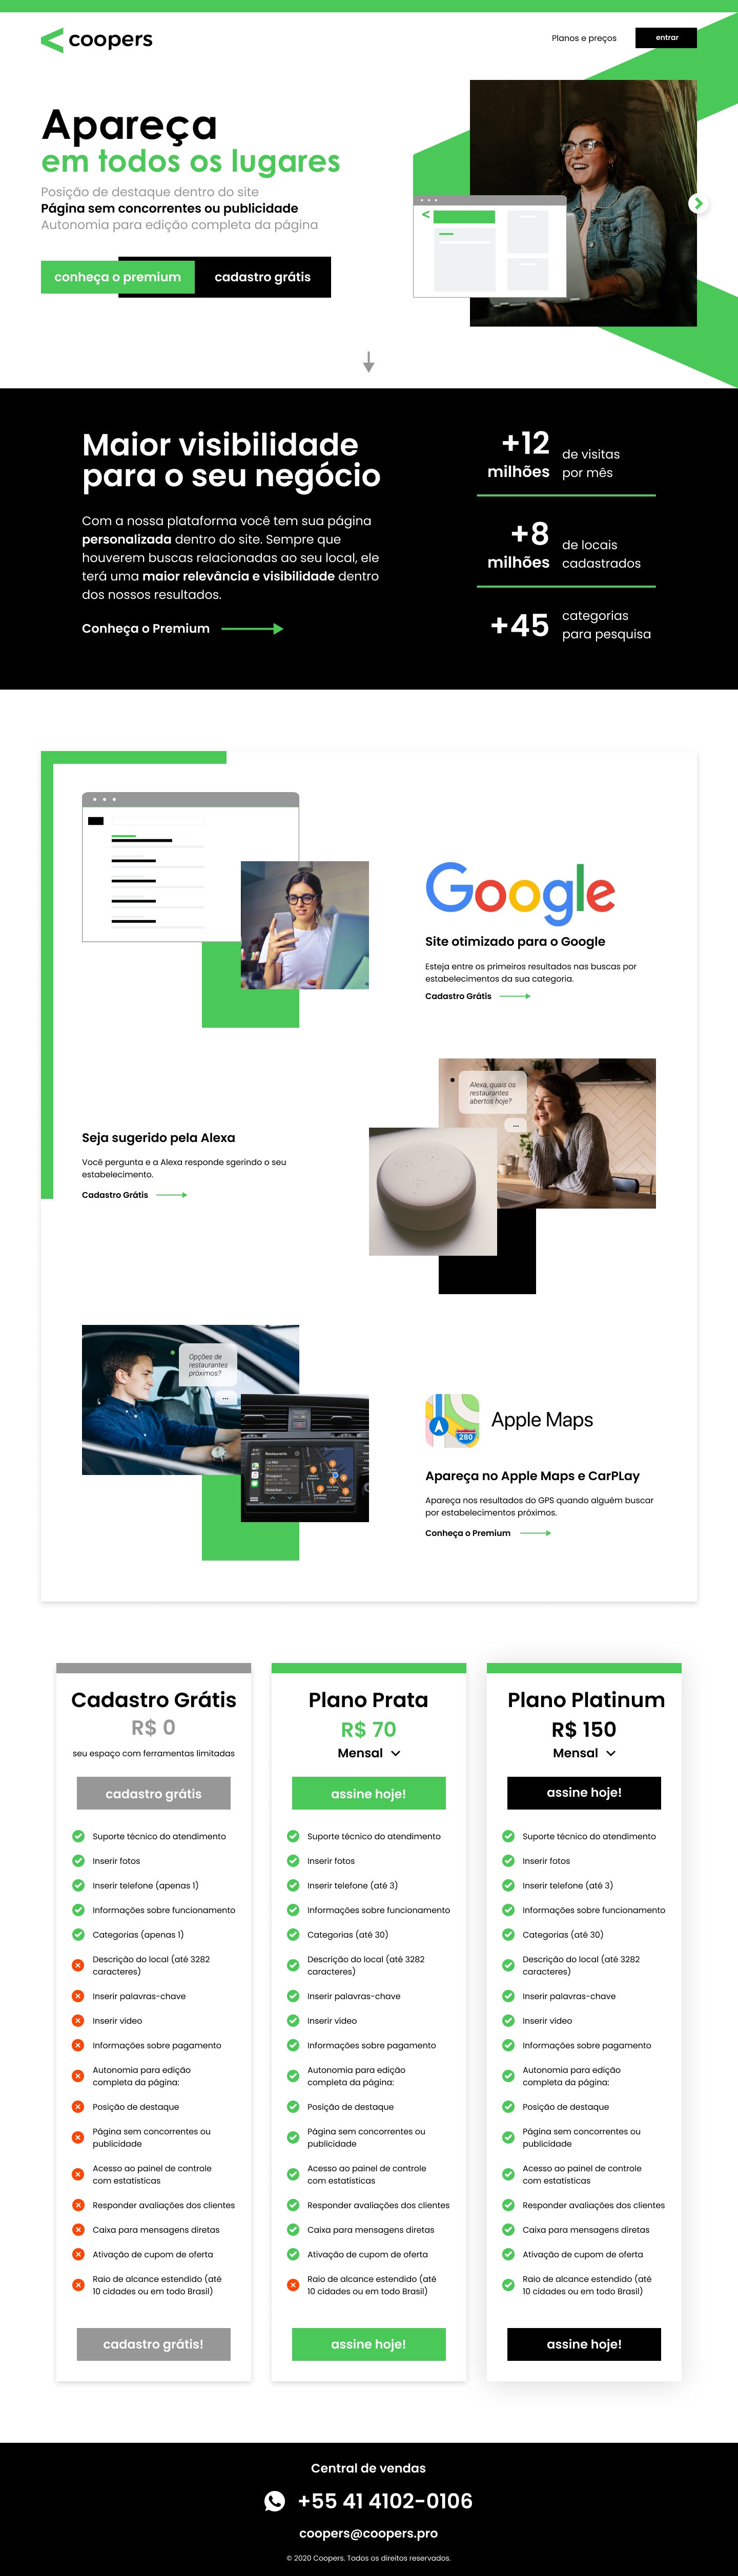 coopers
Planos e preços
entrar
Apareça
em todos os lugares
Posição de destaque dentro do site
Página sem concorrentes ou publicidade
Autonomia para edição completa da página
conheça o premium
cadastro grátis
Maior visibilidade
para o seu negócio
Com a nossa plataforma você tem sua página
personalizada dentro do site. Sempre que
houverem buscas relacionadas ao seu local, ele
terá uma maior relevância e visibilidade dentro
dos nossos resultados.
Conheça o Premium
+12
milhões
de visitas
por mês
+8
milhões
de locais
cadastrados
+45
categorias
para pesquisa
Google
Site otimizado para o Google
Esteja entre os primeiros resultados nas buscas por
estabelecimentos da sua categoria.
Cadastro Grátis
Alexa, quais os
restaurantes
abertos hoje?
...
Seja sugerido pela Alexa
Você pergunta e a Alexa responde sgerindo o seu
estabelecimento.
Cadastro Grátis
Opções de
restaurantes
próximos?
...
Restaurante
La Mer
Prospect
280
Apple Maps
Apareça no Apple Maps e CarPLay
Apareça nos resultados do GPS quando alguém buscar
por estabelecimentos próximos.
Conheça o Premium
Cadastro Grátis
R$ 0
seu espaço com ferramentas limitadas
cadastro grátis
Suporte técnico do atendimento
Inserir fotos
Inserir telefone (apenas 1)
Informações sobre funcionamento
Categorias (apenas 1)
Descrição do local (até 3282
caracteres)
Inserir palavras-chave
Inserir vídeo
Informações sobre pagamento
Autonomia para edição
completa da página:
Posição de destaque
Página sem concorrentes ou
publicidade
Acesso ao painel de controle
com estatísticas
Responder avaliações dos clientes
Caixa para mensagens diretas
Ativação de cupom de oferta
Raio de alcance estendido (até
10 cidades ou em todo Brasil)
cadastro grátis!
Plano Prata
R$ 70
Mensal
assine hoje!
Suporte técnico do atendimento
Inserir fotos
Inserir telefone (até 3)
Informações sobre funcionamento
Categorias (até 30)
Descrição do local (até 3282
caracteres)
Inserir palavras-chave
Inserir vídeo
Informações sobre pagamento
Autonomia para edição
completa da página:
Posição de destaque
Página sem concorrentes ou
publicidade
Acesso ao painel de controle
com estatísticas
Responder avaliações dos clientes
Caixa para mensagens diretas
Ativação de cupom de oferta
Raio de alcance estendido (até
10 cidades ou em todo Brasil)
assine hoje!
Plano Platinum
R$ 150
Mensal
assine hoje!
Suporte técnico do atendimento
Inserir fotos
Inserir telefone (até 3)
Informações sobre funcionamento
Categorias (até 30)
Descrição do local (até 3282
caracteres)
Inserir palavras-chave
Inserir vídeo
Informações sobre pagamento
Autonomia para edição
completa da página:
Posição de destaque
Página sem concorrentes ou
publicidade
Acesso ao painel de controle
com estatísticas
Responder avaliações dos clientes
Caixa para mensagens diretas
Ativação de cupom de oferta
Raio de alcance estendido (até
10 cidades ou em todo Brasil)
assine hoje!
Central de vendas
+55 41 4102-0106
coopers@coopers.pro
© 2020 Coopers. Todos os direitos reservados.